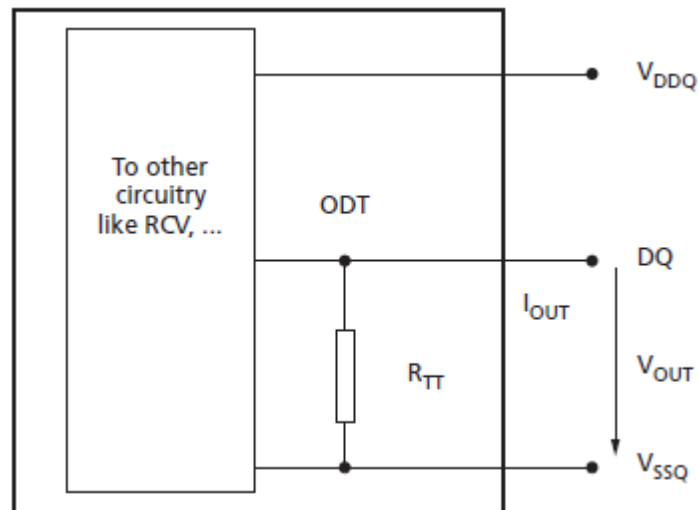 V_DDQ
To other
circuitry
like RCV, ...
ODT
DQ
I_OUT
R_TT
V_OUT
V_SSQ